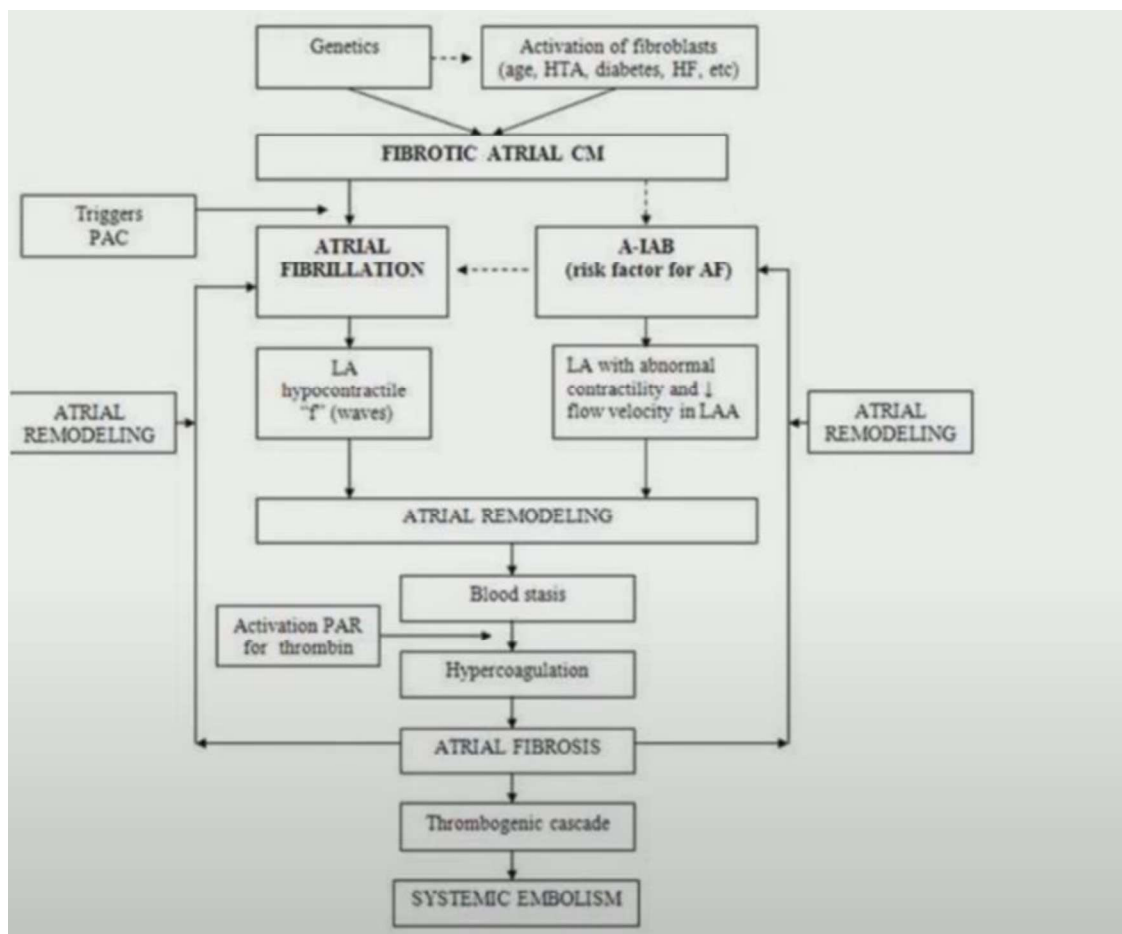 Genetics
Activation of fibroblasts
(age, HTA, diabetes, HF, etc)
FIBROTIC ATRIAL CM
Triggers
PAC
ATRIAL
FIBRILLATION
A-IAB
(risk factor for AF)
LA
hypocontractile
"f" (waves)
LA with abnormal
contractility and ↓
flow velocity in LAA
ATRIAL
REMODELING
ATRIAL
REMODELING
ATRIAL REMODELING
Blood stasis
Activation PAR
for thrombin
Hypercoagulation
ATRIAL FIBROSIS
Thrombogenic cascade
SYSTEMIC EMBOLISM